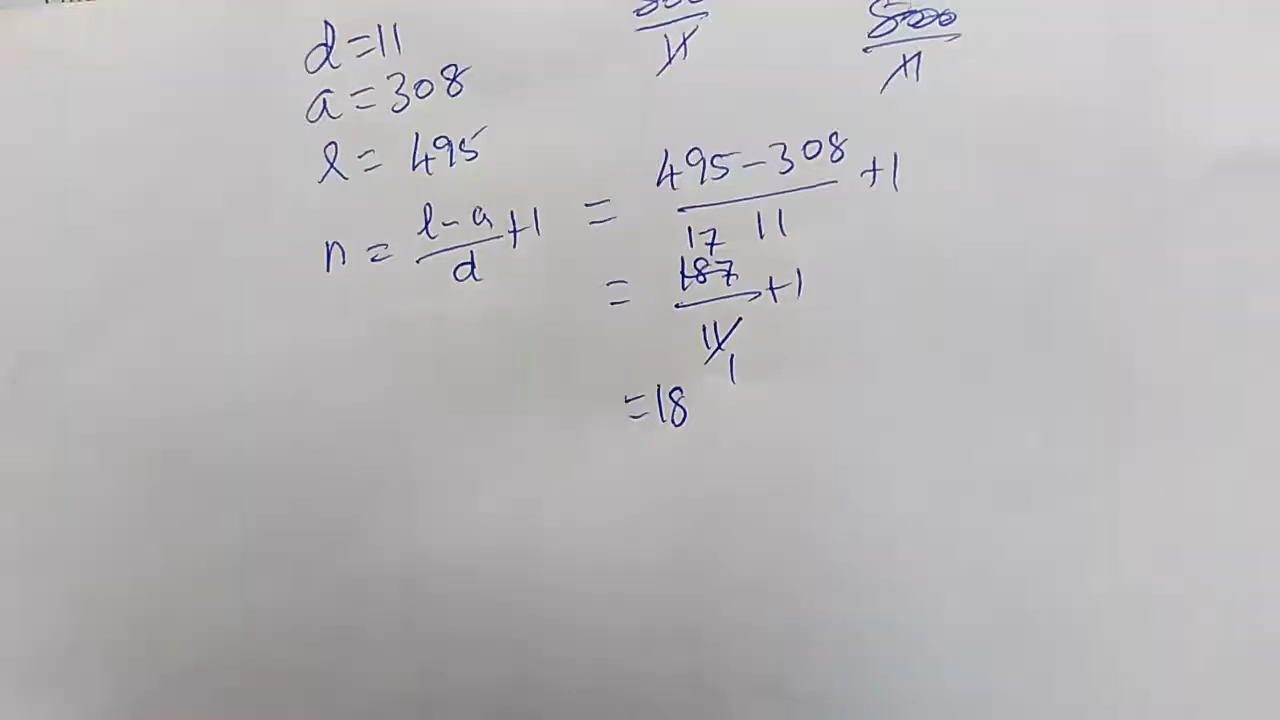 d = 11
a = 308
l = 495
n = (l - a)/d + 1 = (495 - 308)/11 + 1
= 187/11 + 1
17
1
= 18